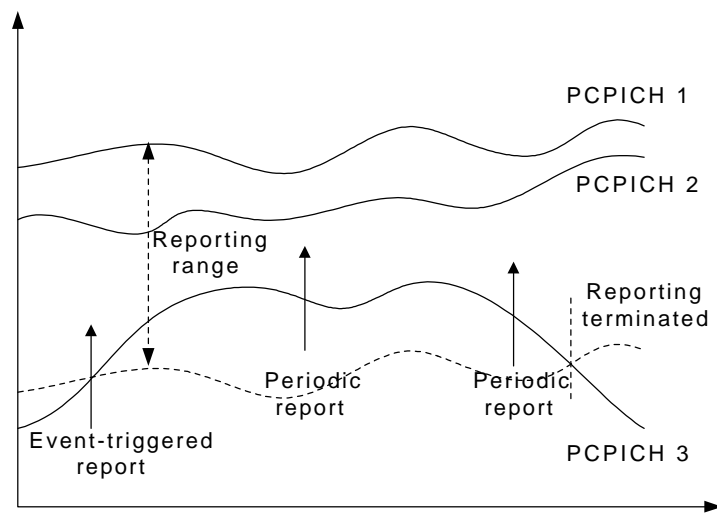 PCPICH 1
PCPICH 2
Reporting
range
Reporting
terminated
Periodic
report
Periodic
report
Event-triggered
report
PCPICH 3